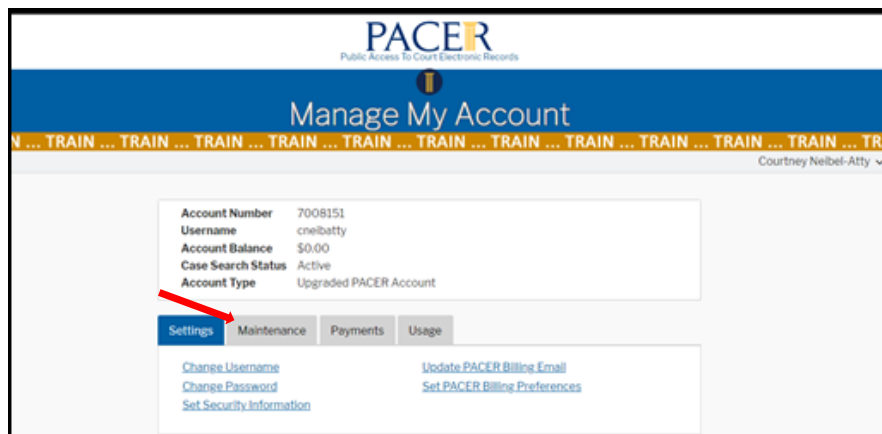 PACER
Public Access To Court Electronic Records
Manage My Account
N ... TRAIN ... TRAIN ... TRAIN ... TRAIN ... TRAIN ... TRAIN ... TRAIN ... TRAIN ... TRAIN ... TRAIN ... TRAIN ... TR
Courtney Neibel-Atty
Account Number 7008151
Username cneibatty
Account Balance $0.00
Case Search Status Active
Account Type Upgraded PACER Account
Settings Maintenance Payments Usage
Change Username Update PACER Billing Email
Change Password Set PACER Billing Preferences
Set Security Information